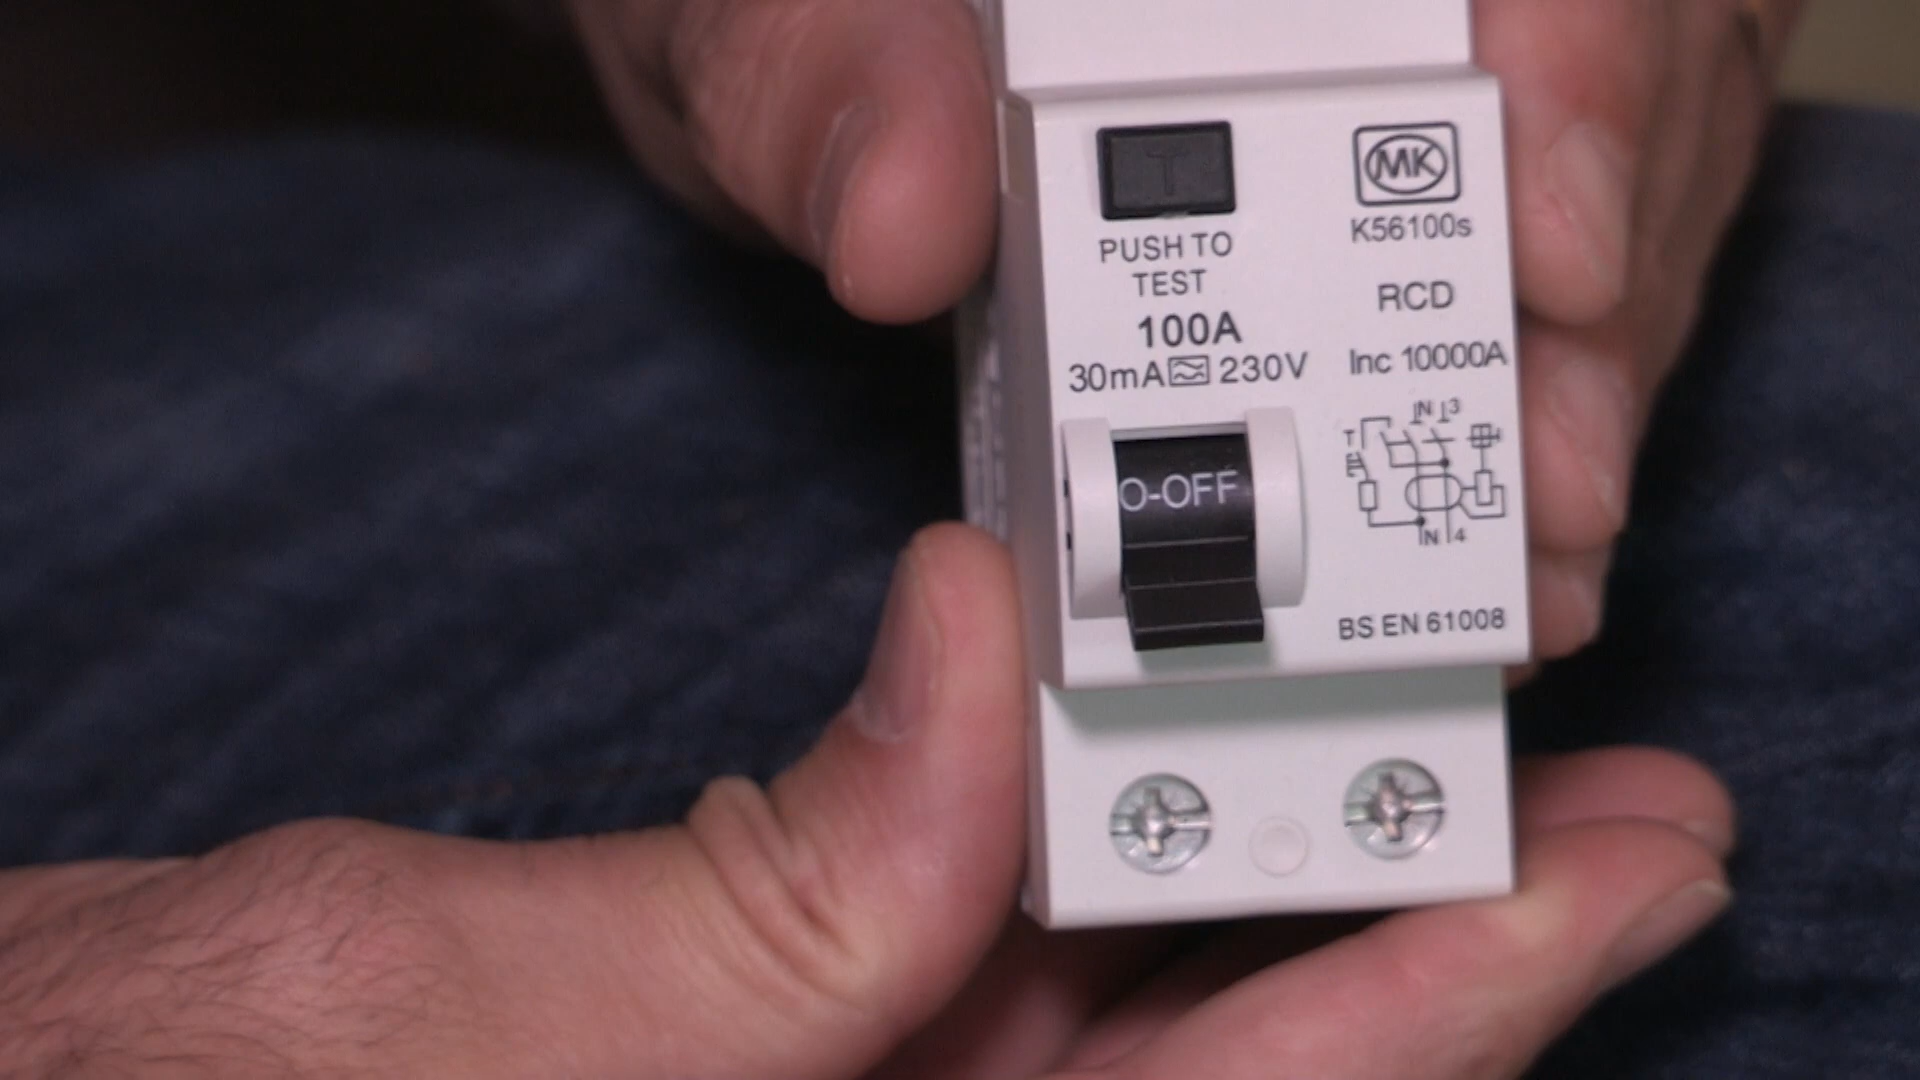 T
PUSH TO
TEST
100A
30mA 230V
O-OFF
MK
K56100s
RCD
Inc 10000A
N 3
T
N 4
BS EN 61008